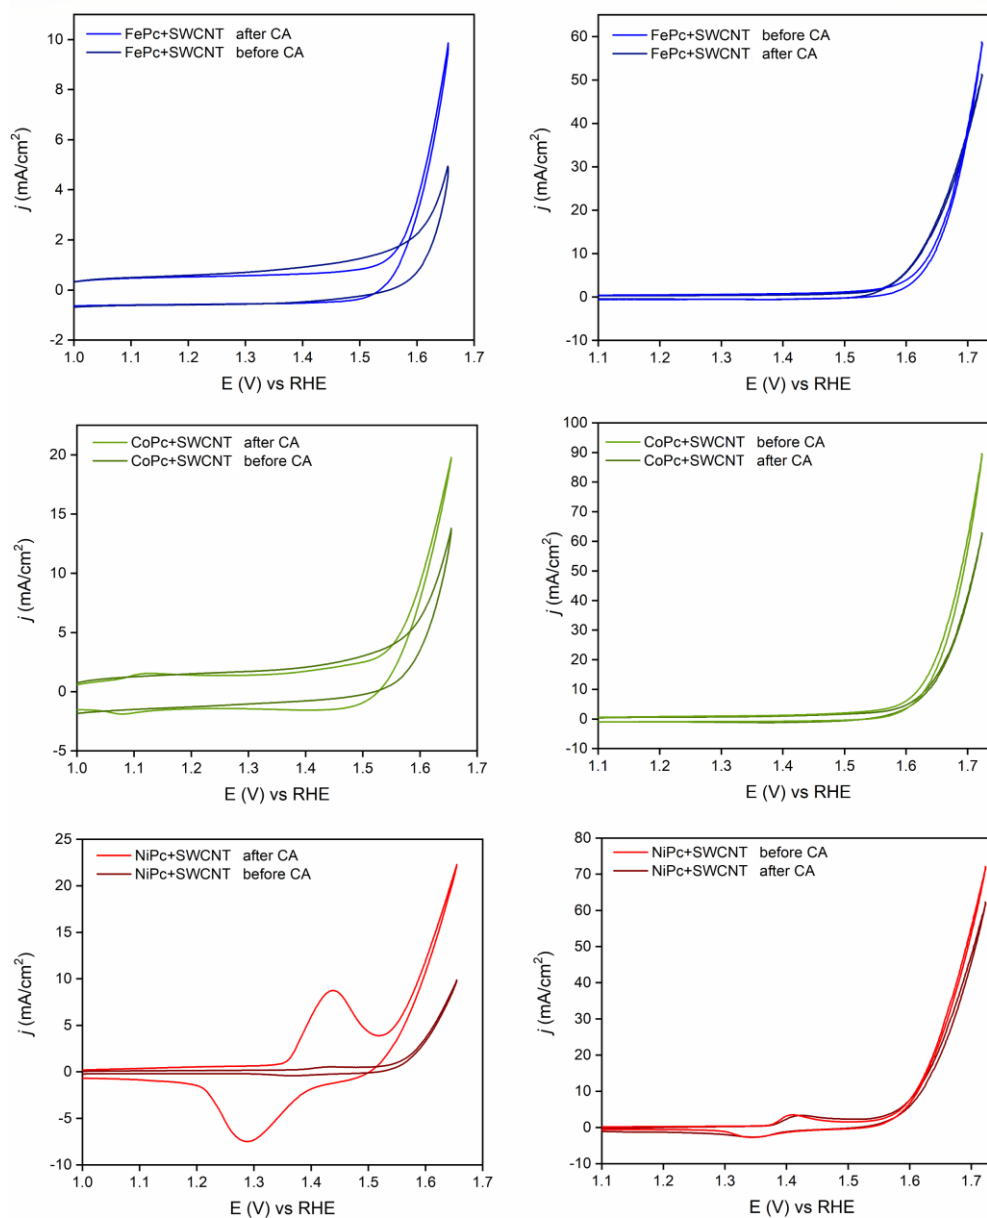 FePc+SWCNT after CA
FePc+SWCNT before CA
10
8
6
4
2
0
-2
j (mA/cm²)
1.0 1.1 1.2 1.3 1.4 1.5 1.6 1.7
E (V) vs RHE
FePc+SWCNT before CA
FePc+SWCNT after CA
60
50
40
30
20
10
0
-10
j (mA/cm²)
1.1 1.2 1.3 1.4 1.5 1.6 1.7
E (V) vs RHE
CoPc+SWCNT after CA
CoPc+SWCNT before CA
20
15
10
5
0
-5
j (mA/cm²)
1.0 1.1 1.2 1.3 1.4 1.5 1.6 1.7
E (V) vs RHE
CoPc+SWCNT before CA
CoPc+SWCNT after CA
100
90
80
70
60
50
40
30
20
10
0
-10
j (mA/cm²)
1.1 1.2 1.3 1.4 1.5 1.6 1.7
E (V) vs RHE
NiPc+SWCNT after CA
NiPc+SWCNT before CA
25
20
15
10
5
0
-5
-10
j (mA/cm²)
1.0 1.1 1.2 1.3 1.4 1.5 1.6 1.7
E (V) vs RHE
NiPc+SWCNT before CA
NiPc+SWCNT after CA
80
70
60
50
40
30
20
10
0
-10
j (mA/cm²)
1.1 1.2 1.3 1.4 1.5 1.6 1.7
E (V) vs RHE